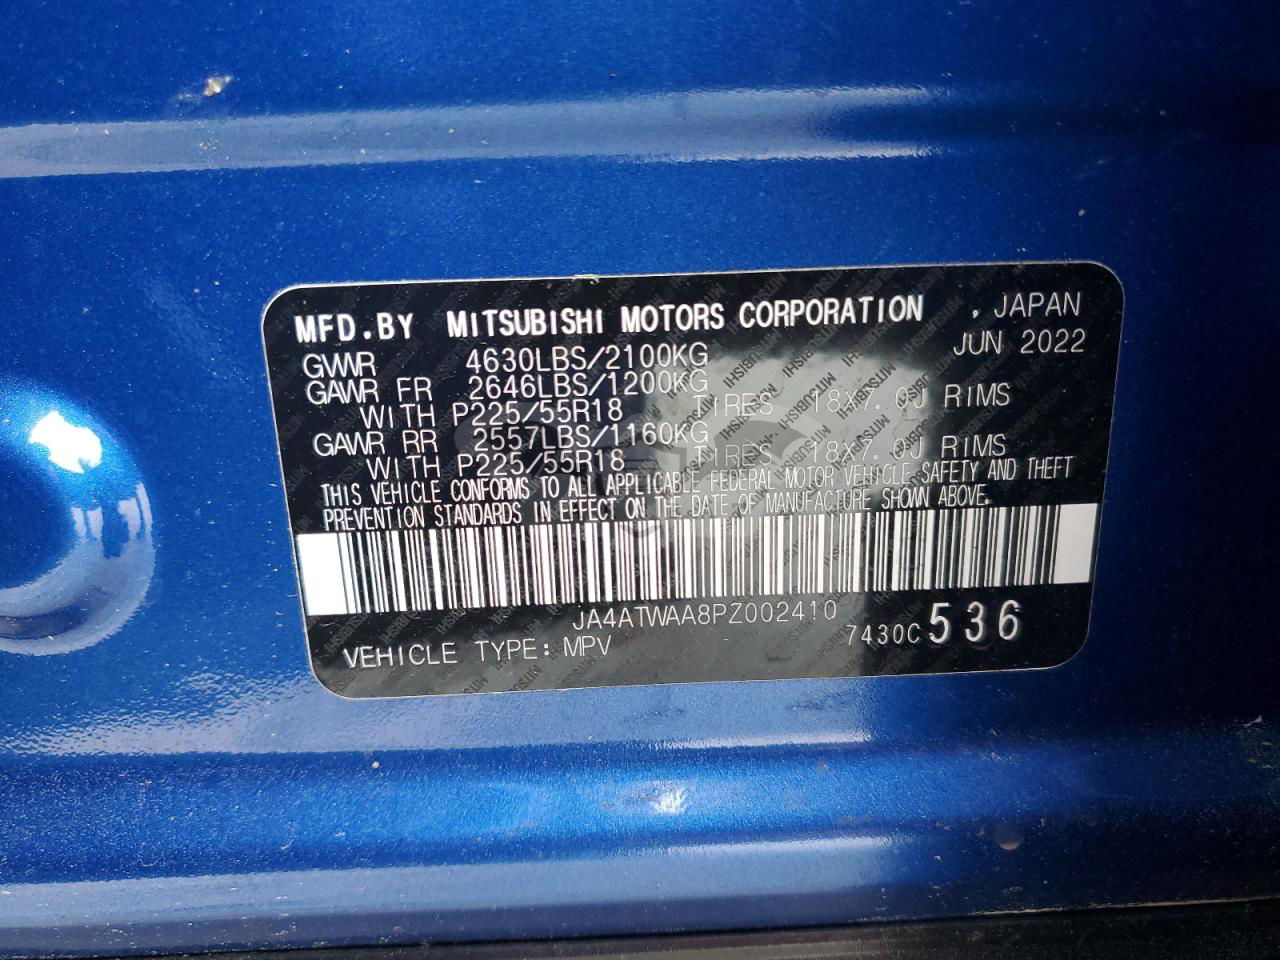 MFD.BY MITSUBISHI MOTORS CORPORATION , JAPAN
GVWR 4630LBS/2100KG JUN 2022
GAWR FR 2646LBS/1200KG
WITH P225/55R18 TIRES 18X7.0J RIMS
GAWR RR 2557LBS/1160KG
WITH P225/55R18 TIRES 18X7.0J RIMS
THIS VEHICLE CONFORMS TO ALL APPLICABLE FEDERAL MOTOR VEHICLE SAFETY AND THEFT
PREVENTION STANDARDS IN EFFECT ON THE DATE OF MANUFACTURE SHOWN ABOVE.
JA4ATWAA8PZ002410
VEHICLE TYPE: MPV 7430C 536